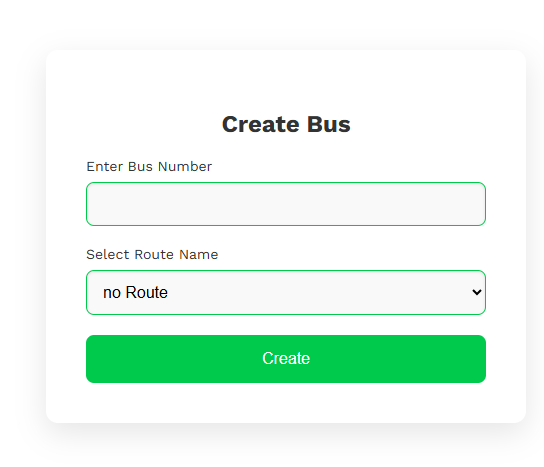 Create Bus
Enter Bus Number
Select Route Name
no Route
Create